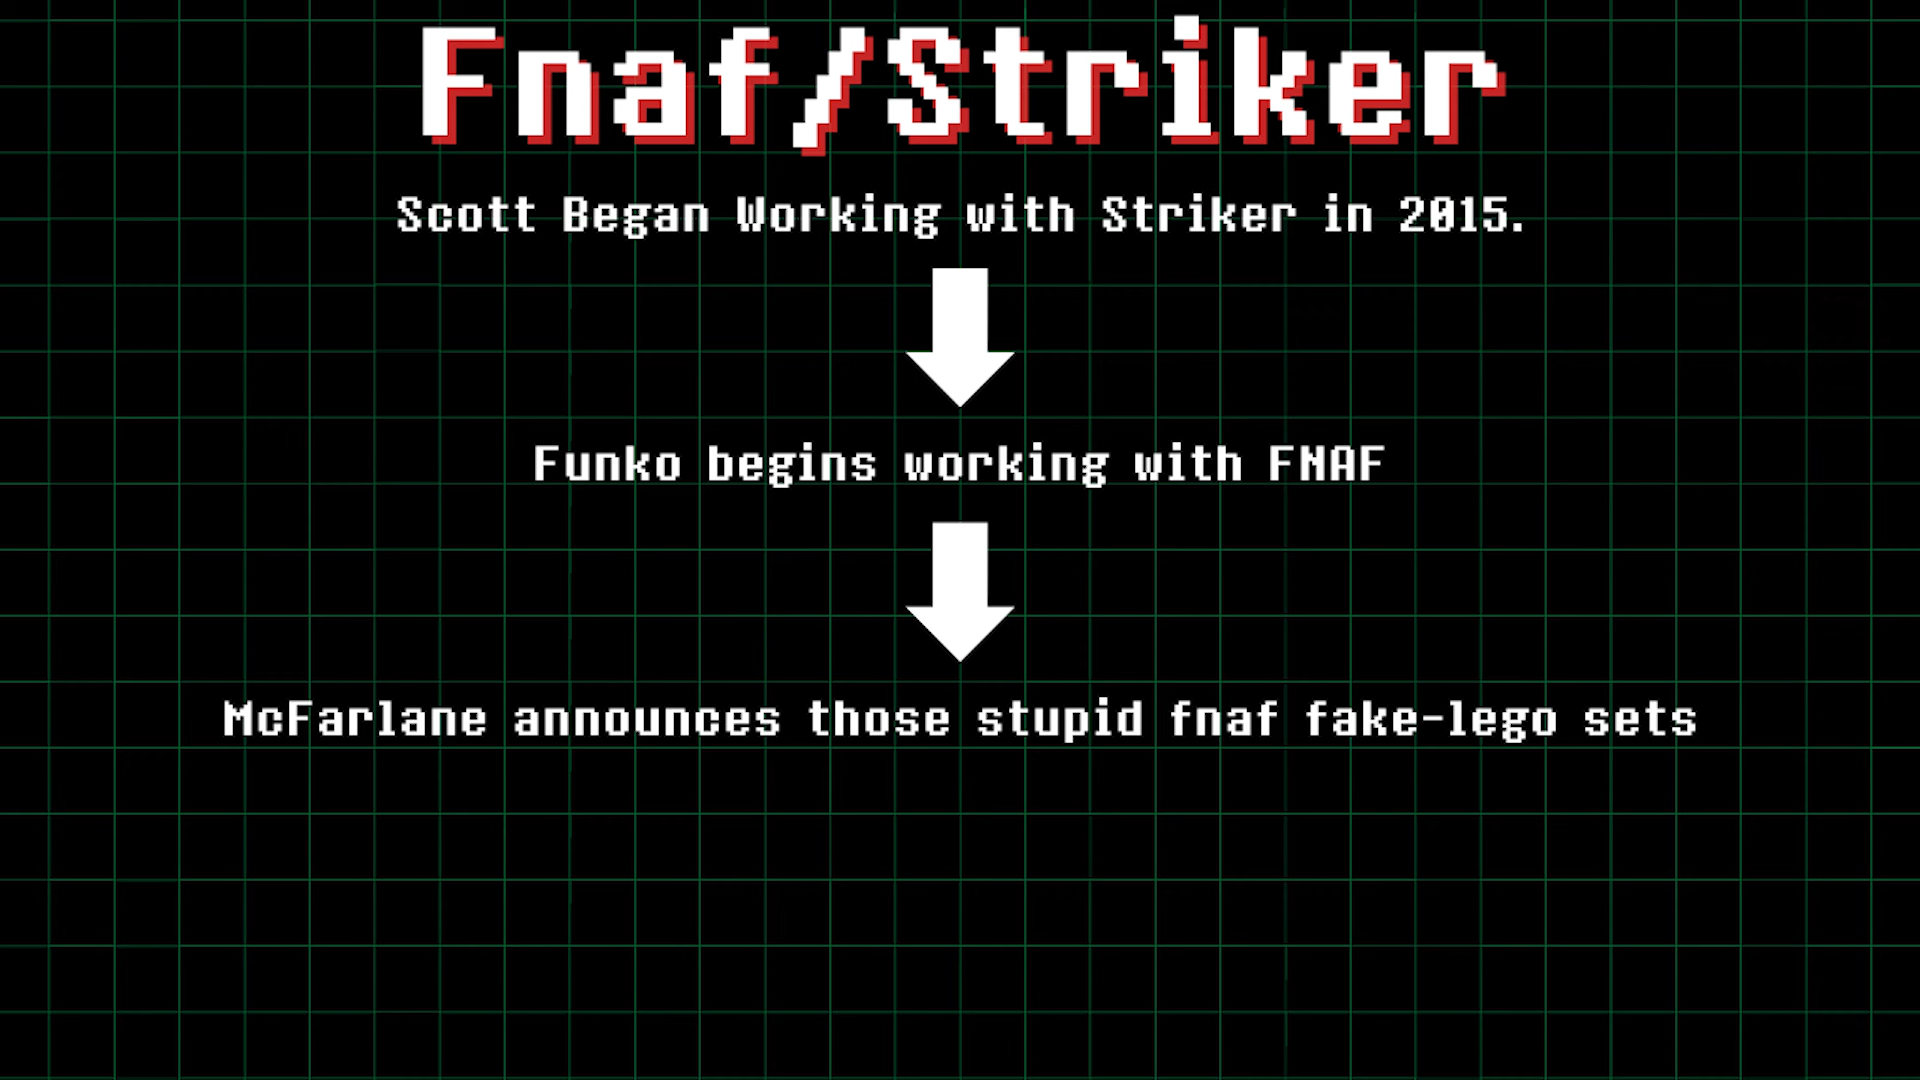 Fnaf/Striker
Scott Began Working with Striker in 2015.
Funko begins working with FNAF
McFarlane announces those stupid fnaf fake-lego sets